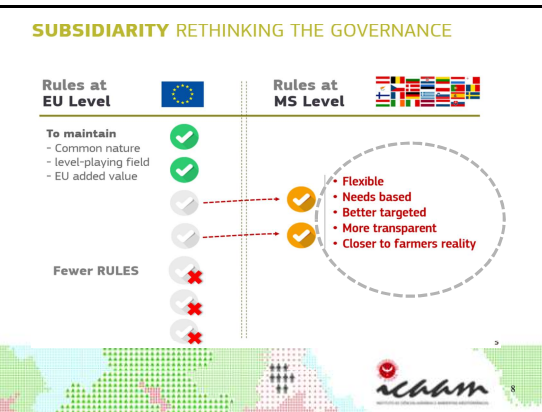 SUBSIDIARITY RETHINKING THE GOVERNANCE
Rules at
EU Level
Rules at
MS Level
To maintain
- Common nature
- level-playing field
- EU added value
• Flexible
• Needs based
• Better targeted
• More transparent
• Closer to farmers reality
Fewer RULES
icaam
8